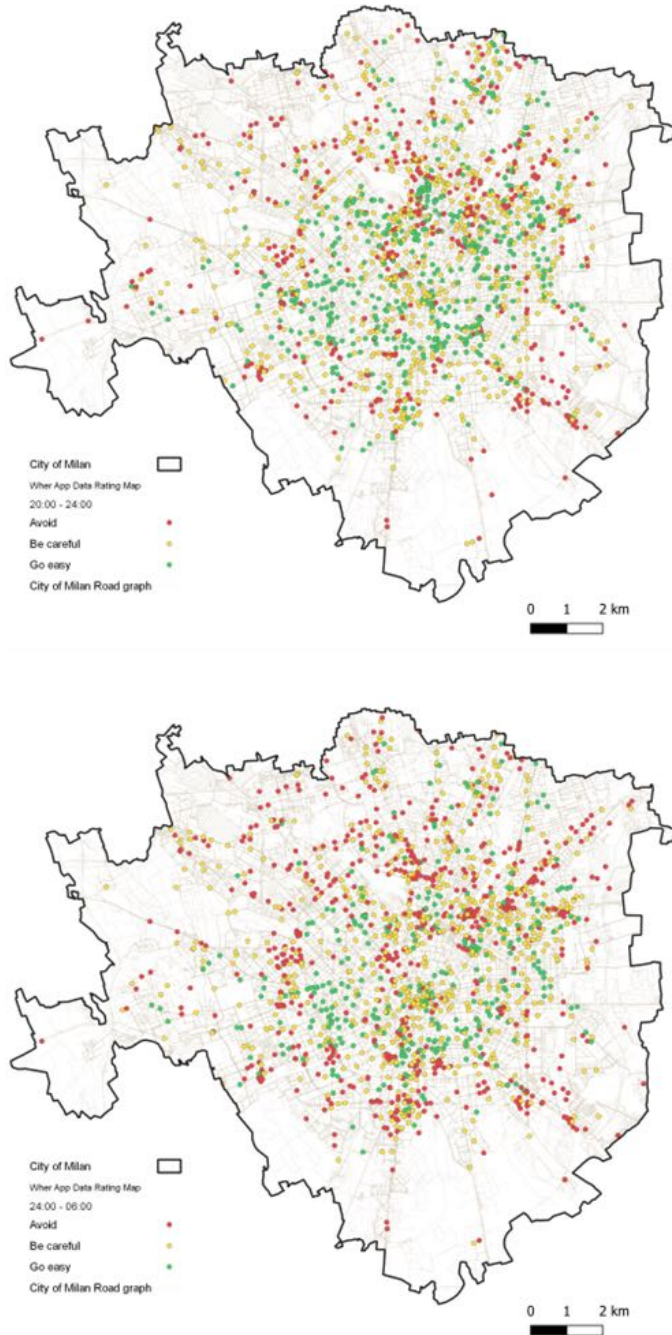 City of Milan
Wher App Data Rating Map
20:00 - 24:00
Avoid
Be careful
Go easy
City of Milan Road graph
0 1 2 km
City of Milan
Wher App Data Rating Map
24:00 - 06:00
Avoid
Be careful
Go easy
City of Milan Road graph
0 1 2 km